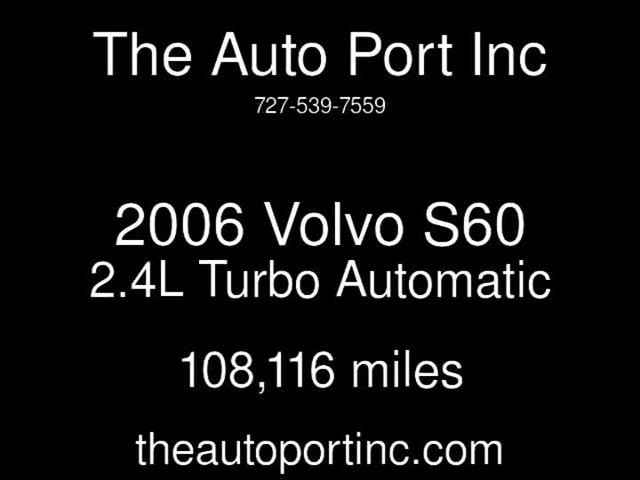 The Auto Port Inc
727-539-7559
2006 Volvo S60
2.4L Turbo Automatic
108,116 miles
theautoportinc.com